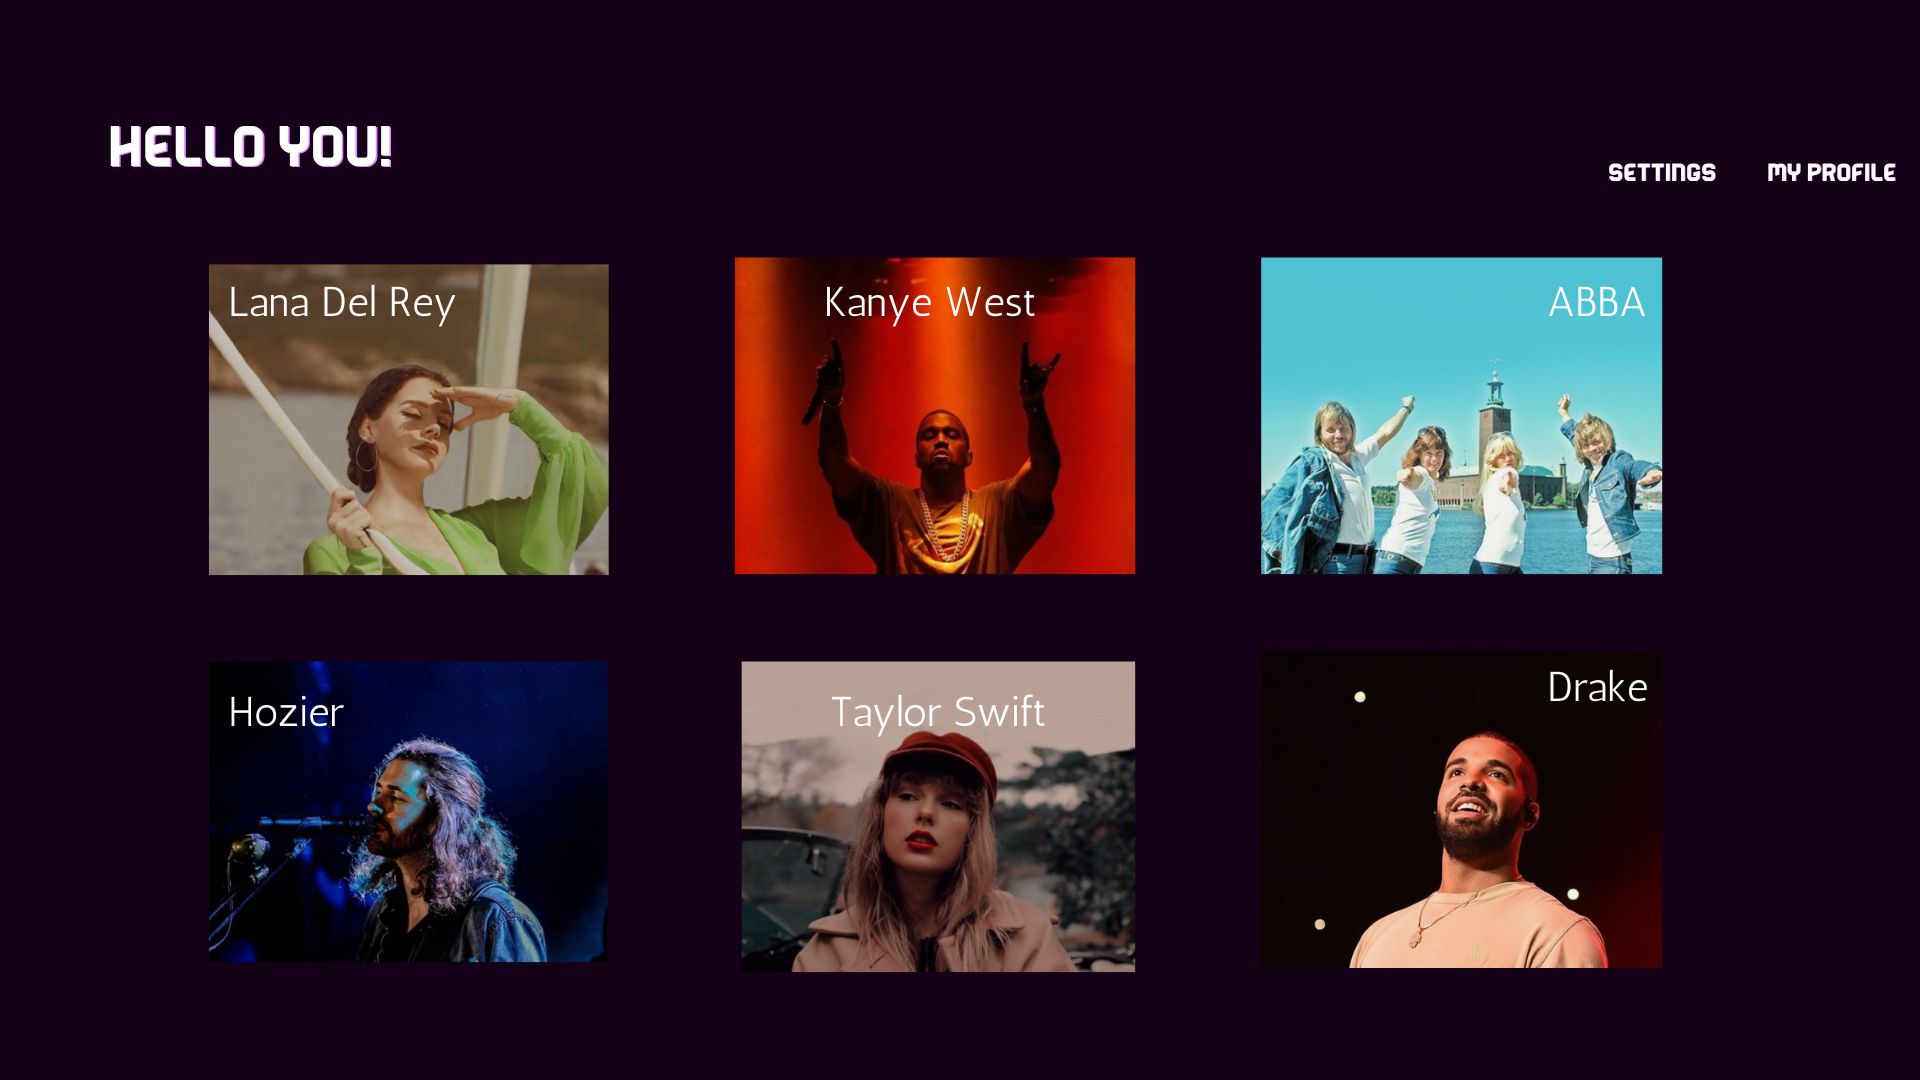 HELLO YOU!
SETTINGS
MY PROFILE
Lana Del Rey
Kanye West
ABBA
Hozier
Taylor Swift
Drake